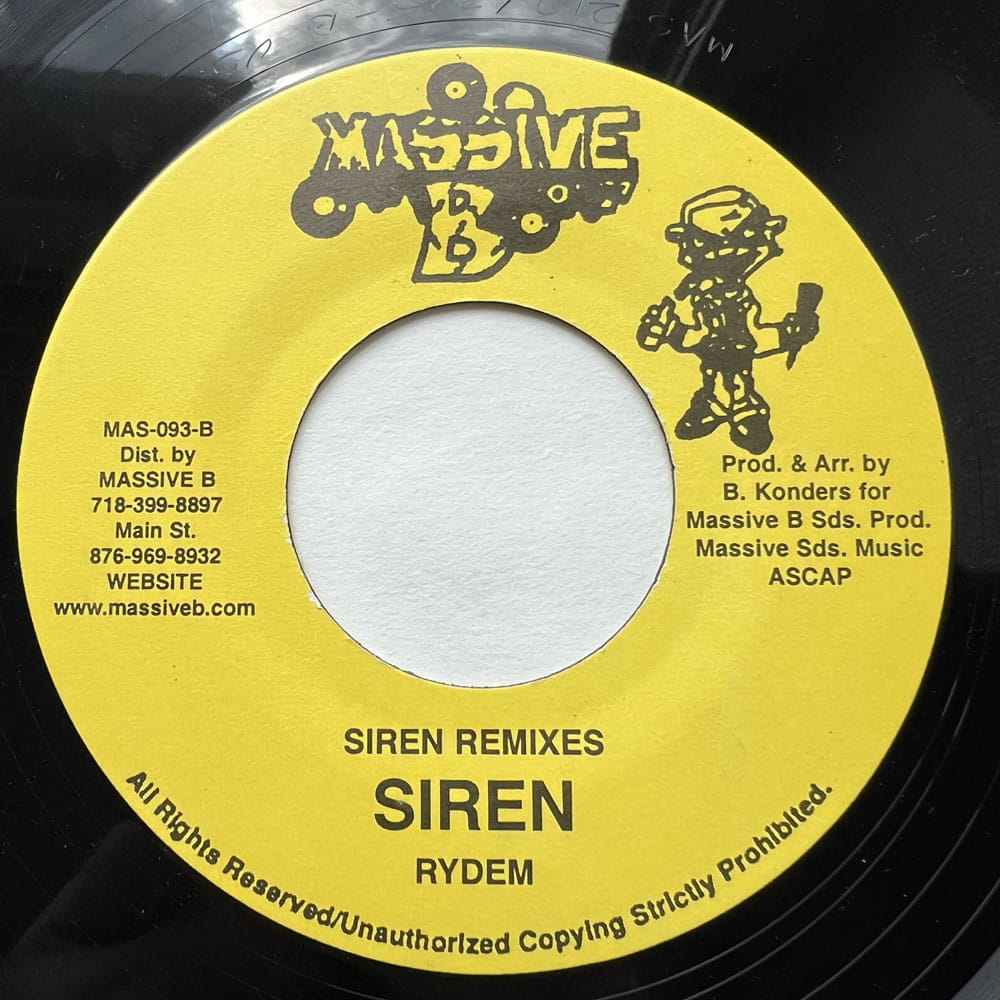 MASSIVE
B
MAS-093-B
Dist. by
MASSIVE B
718-399-8897
Main St.
876-969-8932
WEBSITE
www.massiveb.com
Prod. & Arr. by
B. Konders for
Massive B Sds. Prod.
Massive Sds. Music
ASCAP
SIREN REMIXES
SIREN
RYDEM
All Rights Reserved/Unauthorized Copying Strictly Prohibited.